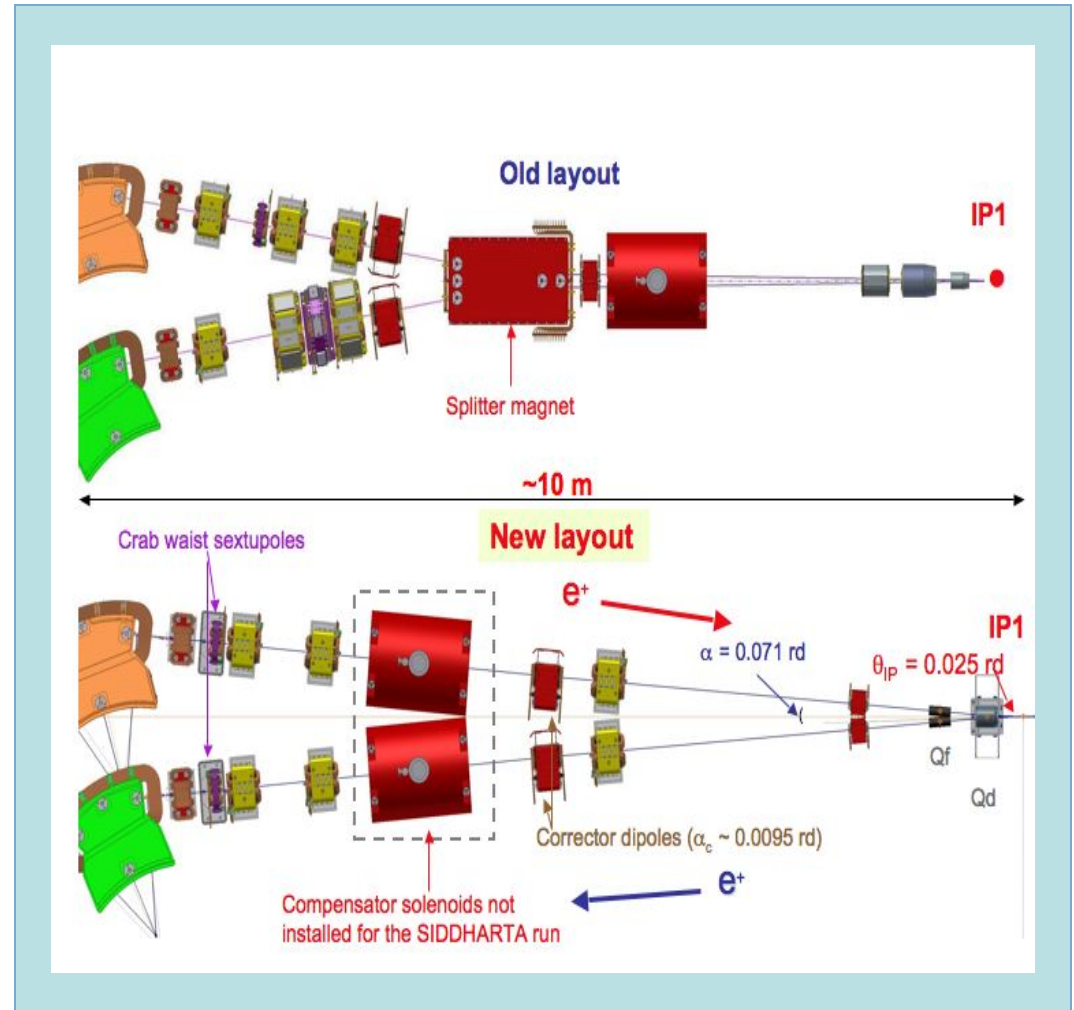 Old layout
IP1
Splitter magnet
~10 m
Crab waist sextupoles
New layout
e⁺
IP1
α = 0.071 rd
θIP = 0.025 rd
Qf
Qd
Corrector dipoles (αc ~ 0.0095 rd)
e⁺
Compensator solenoids not
installed for the SIDDHARTA run